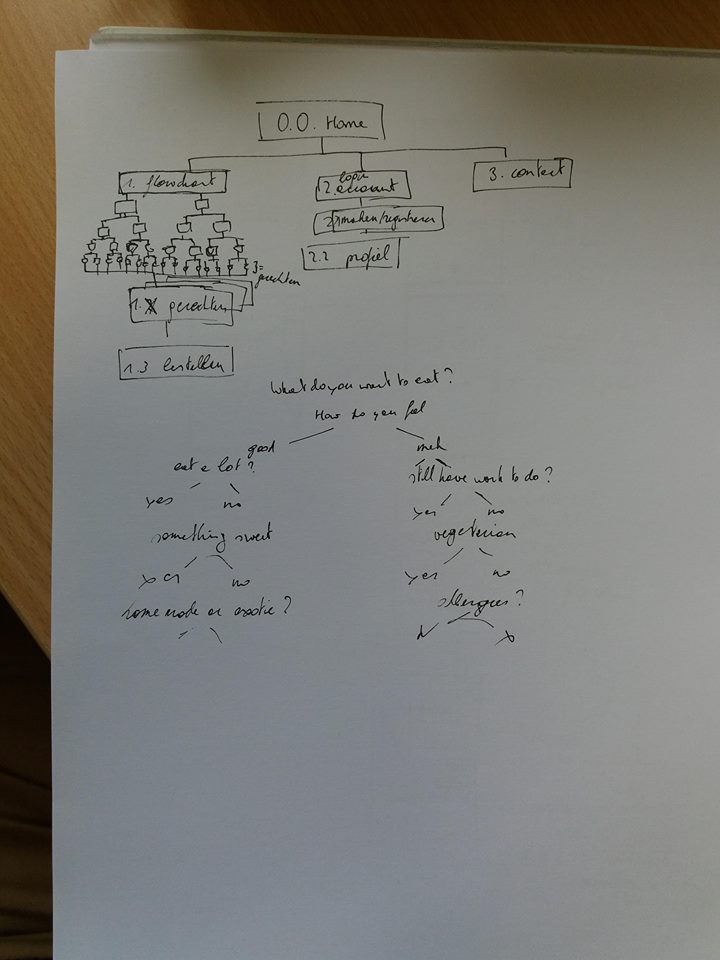 0.0. Home
1. flowchart
login
2. account
3. contact
maken/registreren
2.2 profiel
3=
gerechten
1. gerechten
1.3 bestellen
What do you want to eat?
How do you feel
good
meh
eat a lot?
still have work to do?
yes
no
yes
no
something sweet
vegetarian
yes
no
yes
no
home made or exotic?
allergies?